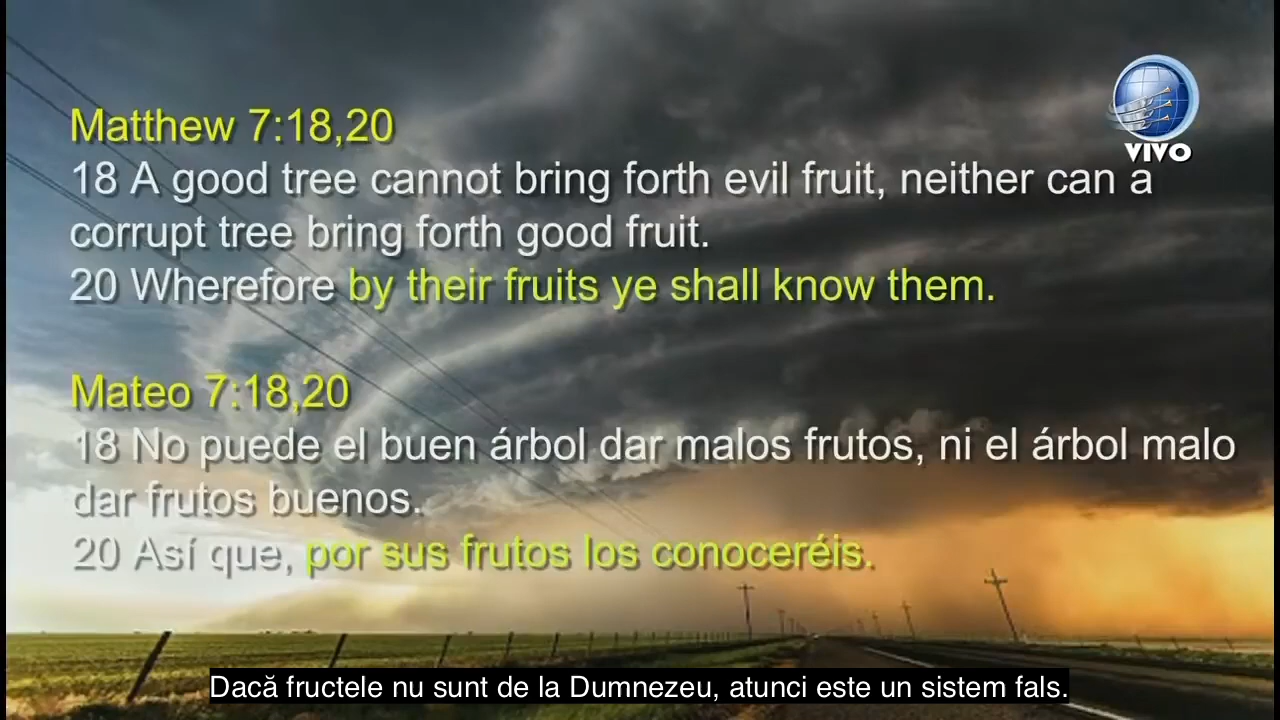 Matthew 7:18,20
VIVO
18 A good tree cannot bring forth evil fruit, neither can a
corrupt tree bring forth good fruit.
20 Wherefore by their fruits ye shall know them.
Mateo 7:18,20
18 No puede el buen árbol dar malos frutos, ni el árbol malo
dar frutos buenos.
20 Así que, por sus frutos los conoceréis.
Dacă fructele nu sunt de la Dumnezeu, atunci este un sistem fals.